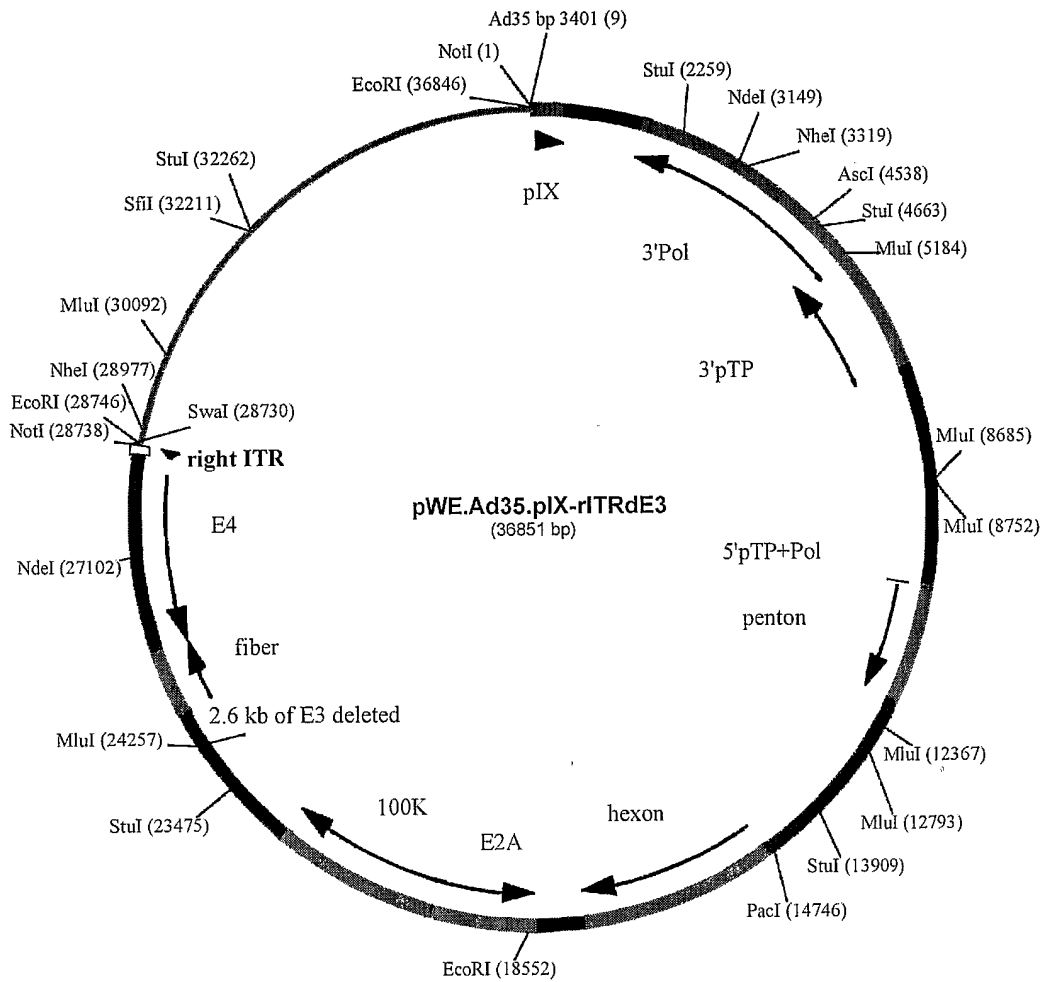 Ad35 bp 3401 (9)
NotI (1)
EcoRI (36846)
StuI (2259)
NdeI (3149)
NheI (3319)
AscI (4538)
StuI (4663)
MluI (5184)
StuI (32262)
SfiI (32211)
pIX
3'Pol
MluI (30092)
3'pTP
NheI (28977)
EcoRI (28746)
SwaI (28730)
NotI (28738)
right ITR
MluI (8685)
pWE.Ad35.pIX-rITRdE3
(36851 bp)
E4
MluI (8752)
5'pTP+Pol
NdeI (27102)
penton
fiber
2.6 kb of E3 deleted
MluI (24257)
MluI (12367)
100K
hexon
MluI (12793)
StuI (23475)
E2A
StuI (13909)
PacI (14746)
EcoRI (18552)